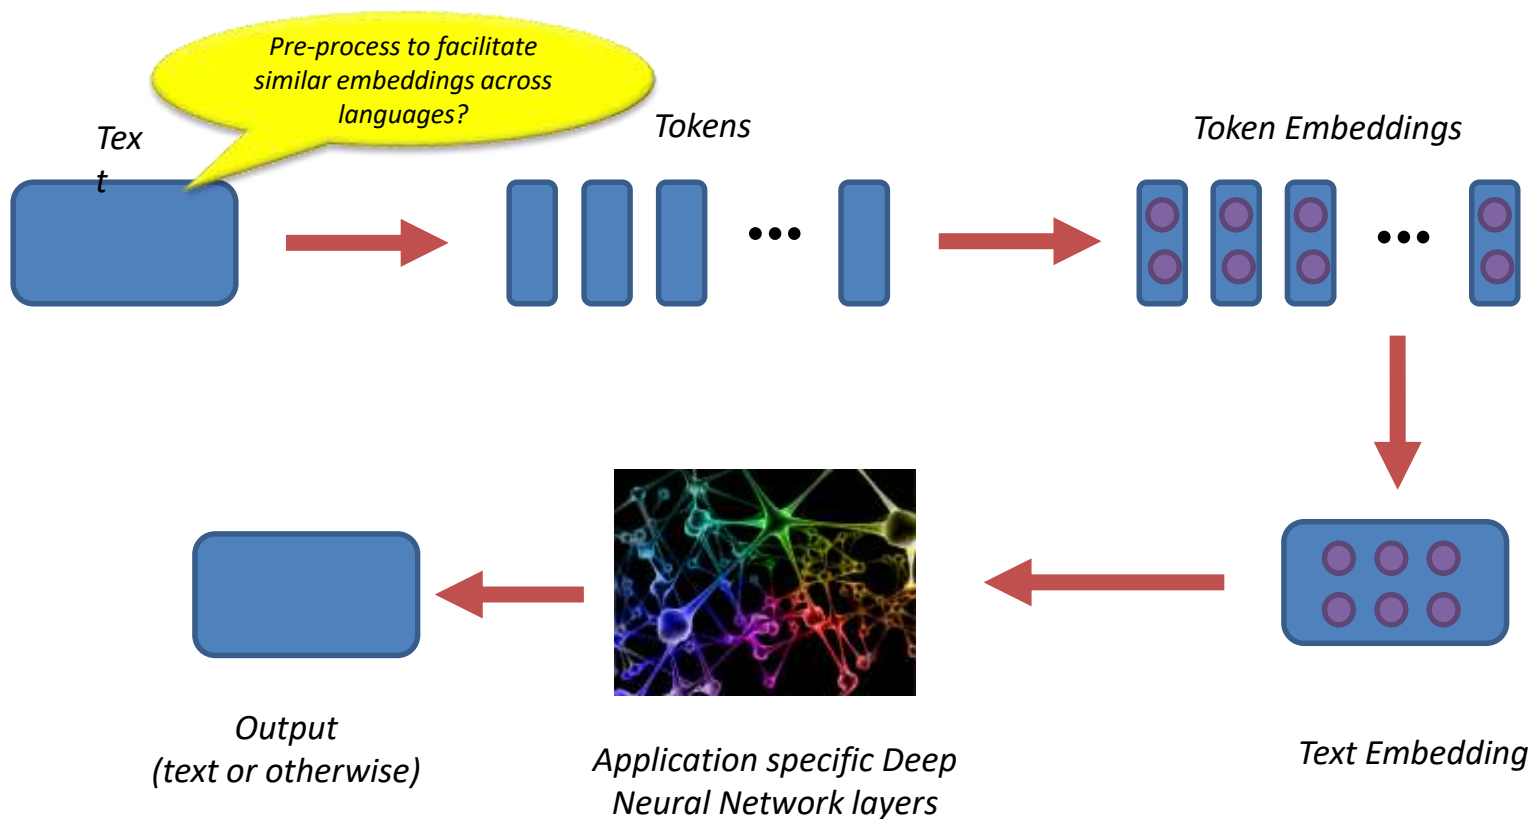 Pre-process to facilitate
similar embeddings across
languages?
Tex
t
Tokens
Token Embeddings
Output
(text or otherwise)
Application specific Deep
Neural Network layers
Text Embedding